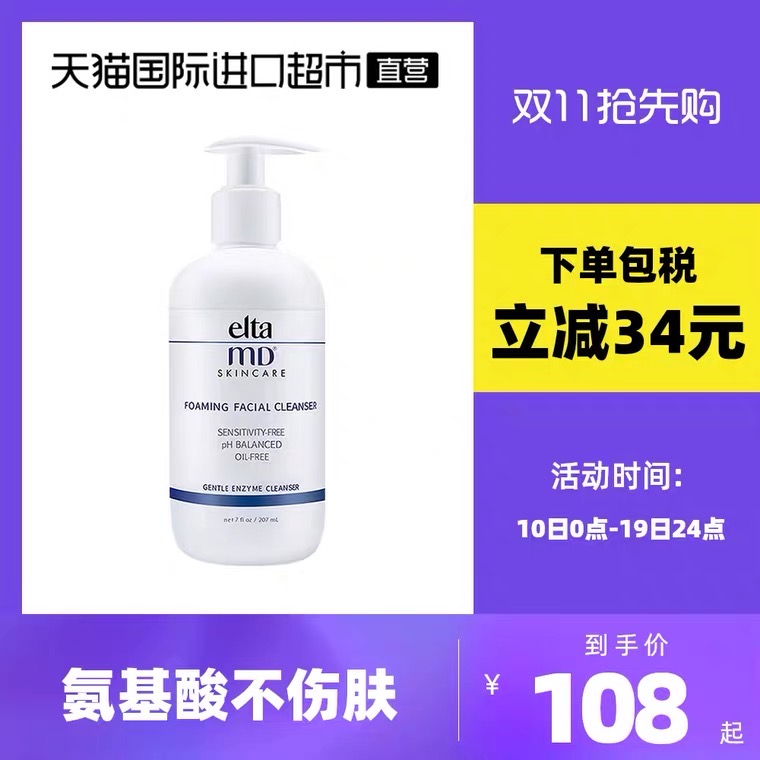 天猫国际进口超市 直营
双11抢先购
elta
MD®
SKINCARE
FOAMING FACIAL CLEANSER
SENSITIVITY-FREE
pH BALANCED
OIL-FREE
GENTLE ENZYME CLEANSER
net 7 fl oz / 207 mL
下单包税
立减34元
活动时间:
10日0点-19日24点
氨基酸不伤肤
到手价
¥108起